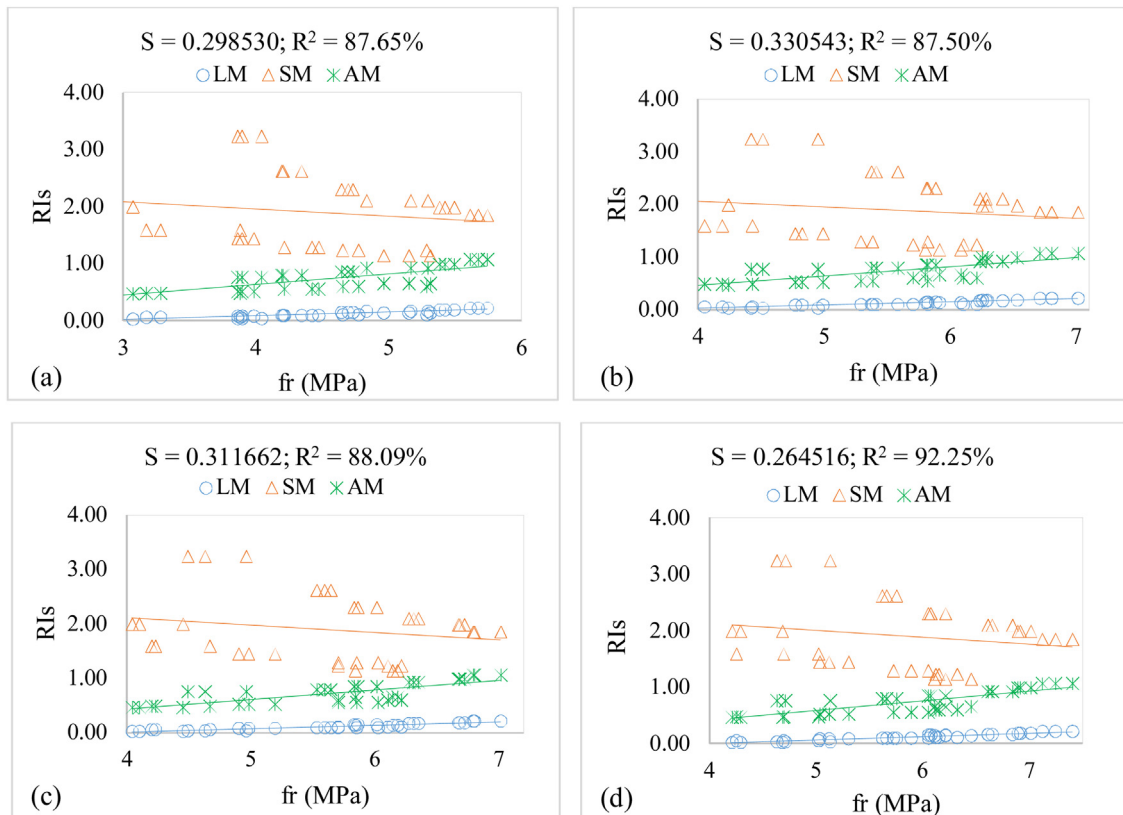 S = 0.298530; R² = 87.65%
LM SM AM
4.00
3.00
2.00
1.00
0.00
RIs
3 4 5 6
fr (MPa)
(a)
S = 0.330543; R² = 87.50%
LM SM AM
4.00
3.00
2.00
1.00
0.00
RIs
4 5 6 7
fr (MPa)
(b)
S = 0.311662; R² = 88.09%
LM SM AM
4.00
3.00
2.00
1.00
0.00
RIs
4 5 6 7
fr (MPa)
(c)
S = 0.264516; R² = 92.25%
LM SM AM
4.00
3.00
2.00
1.00
0.00
RIs
4 5 6 7
fr (MPa)
(d)